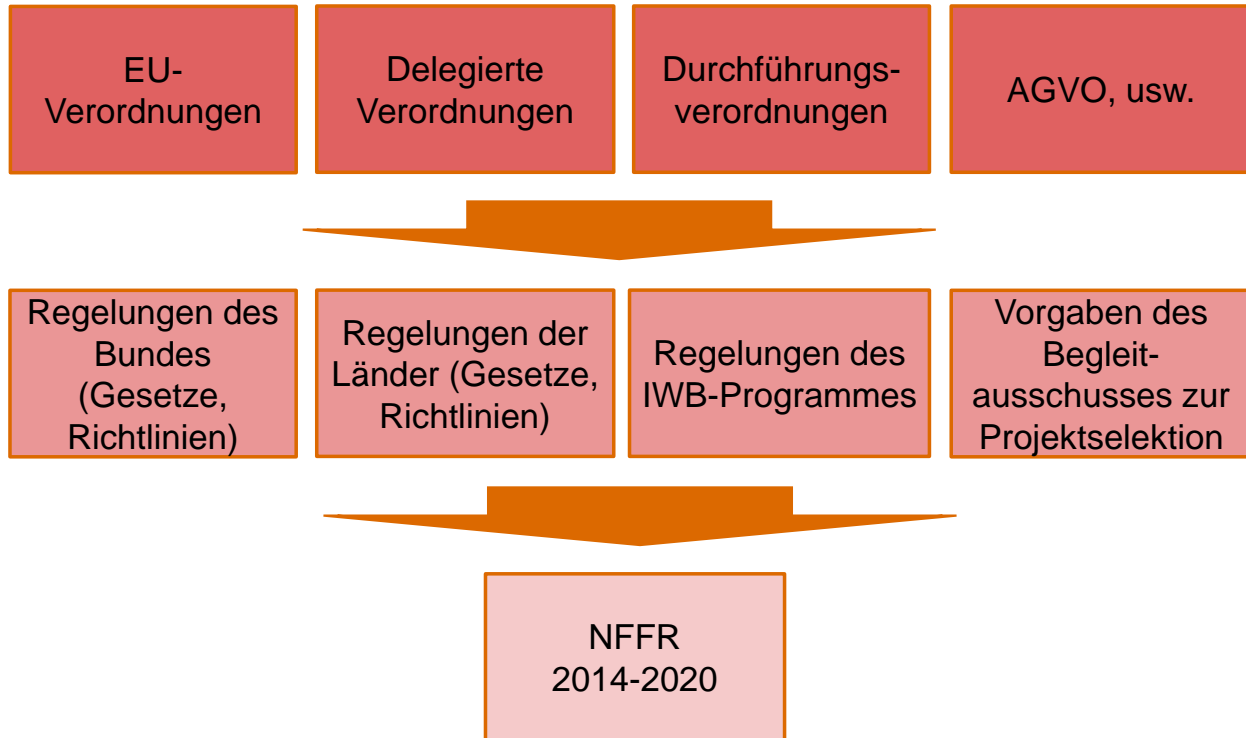 EU-
Verordnungen
Delegierte
Verordnungen
Durchführungs-
verordnungen
AGVO, usw.
Regelungen des
Bundes
(Gesetze,
Richtlinien)
Regelungen der
Länder (Gesetze,
Richtlinien)
Regelungen des
IWB-Programmes
Vorgaben des
Begleit-
ausschusses zur
Projektselektion
NFFR
2014-2020